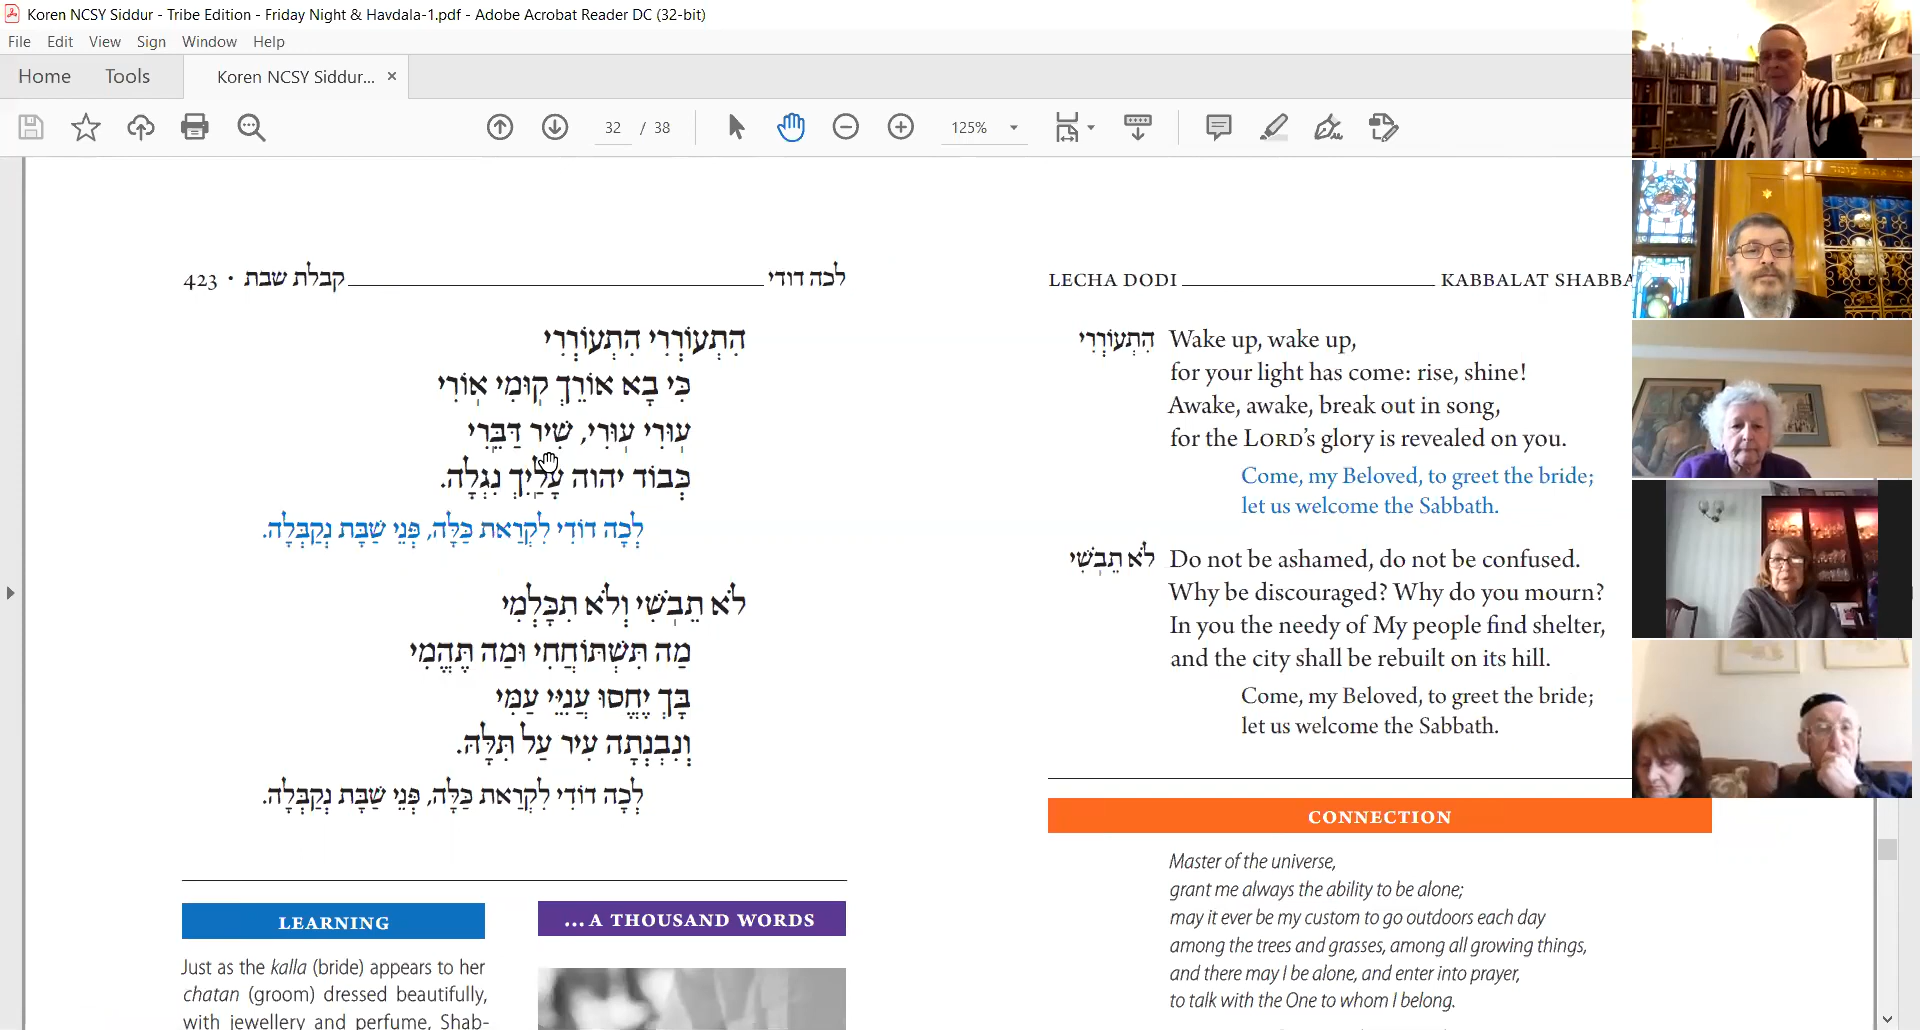 Koren NCSY Siddur - Tribe Edition - Friday Night & Havdala-1.pdf - Adobe Acrobat Reader DC (32-bit)
File Edit View Sign Window Help
Home Tools Koren NCSY Siddur... ×
32 / 38 125%
לכה דודי קבלת שבת • 423
הִתְעוֹרְרִי הִתְעוֹרְרִי
כִּי בָא אוֹרֵךְ קֽוּמִי אֽוֹרִי
עֽוּרִי עֽוּרִי, שִׁיר דַּבֵּֽרִי
כְּבוֹד יהוה עָלַֽיִךְ נִגְלָה.
לְכָה דוֹדִי לִקְרַאת כַּלָּה, פְּנֵי שַׁבָּת נְקַבְּלָה.
לֹא תֵבֽשִׁי וְלֹא תִכָּלְמִי
מַה תִּשְׁתּוֹחֲחִי וּמַה תֶּהֱמִי
בָּךְ יֶחֱסוּ עֲנִיֵּי עַמִּי
וְנִבְנְתָה עִיר עַל תִּלָּהּ.
לְכָה דוֹדִי לִקְרַאת כַּלָּה, פְּנֵי שַׁבָּת נְקַבְּלָה.
LEARNING
Just as the kalla (bride) appears to her
chatan (groom) dressed beautifully,
with jewellery and perfume, Shab-
...A THOUSAND WORDS
LECHA DODI KABBALAT SHABBA
הִתְעוֹרְרִי Wake up, wake up,
for your light has come: rise, shine!
Awake, awake, break out in song,
for the LORD's glory is revealed on you.
Come, my Beloved, to greet the bride;
let us welcome the Sabbath.
לֹא תֵבֽשִׁי Do not be ashamed, do not be confused.
Why be discouraged? Why do you mourn?
In you the needy of My people find shelter,
and the city shall be rebuilt on its hill.
Come, my Beloved, to greet the bride;
let us welcome the Sabbath.
CONNECTION
Master of the universe,
grant me always the ability to be alone;
may it ever be my custom to go outdoors each day
among the trees and grasses, among all growing things,
and there may I be alone, and enter into prayer,
to talk with the One to whom I belong.